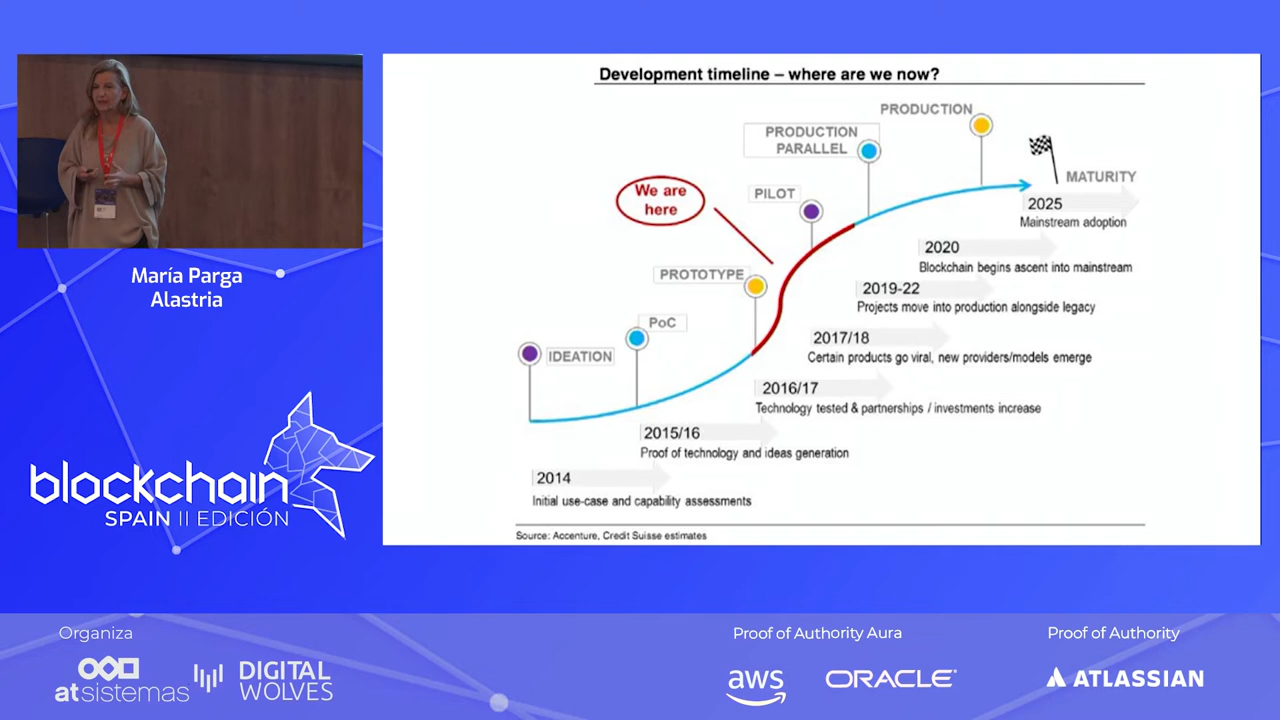 María Parga
Alastria
blockchain
SPAIN II EDICIÓN
Development timeline – where are we now?
PRODUCTION
PRODUCTION
PARALLEL
MATURITY
We are
here
PILOT
2025
Mainstream adoption
2020
Blockchain begins ascent into mainstream
PROTOTYPE
2019-22
Projects move into production alongside legacy
PoC
2017/18
Certain products go viral, new providers/models emerge
IDEATION
2016/17
Technology tested & partnerships / investments increase
2015/16
Proof of technology and ideas generation
2014
Initial use-case and capability assessments
Source: Accenture, Credit Suisse estimates
Organiza
atsistemas
DIGITAL
WOLVES
Proof of Authority Aura
aws
ORACLE
Proof of Authority
ATLASSIAN